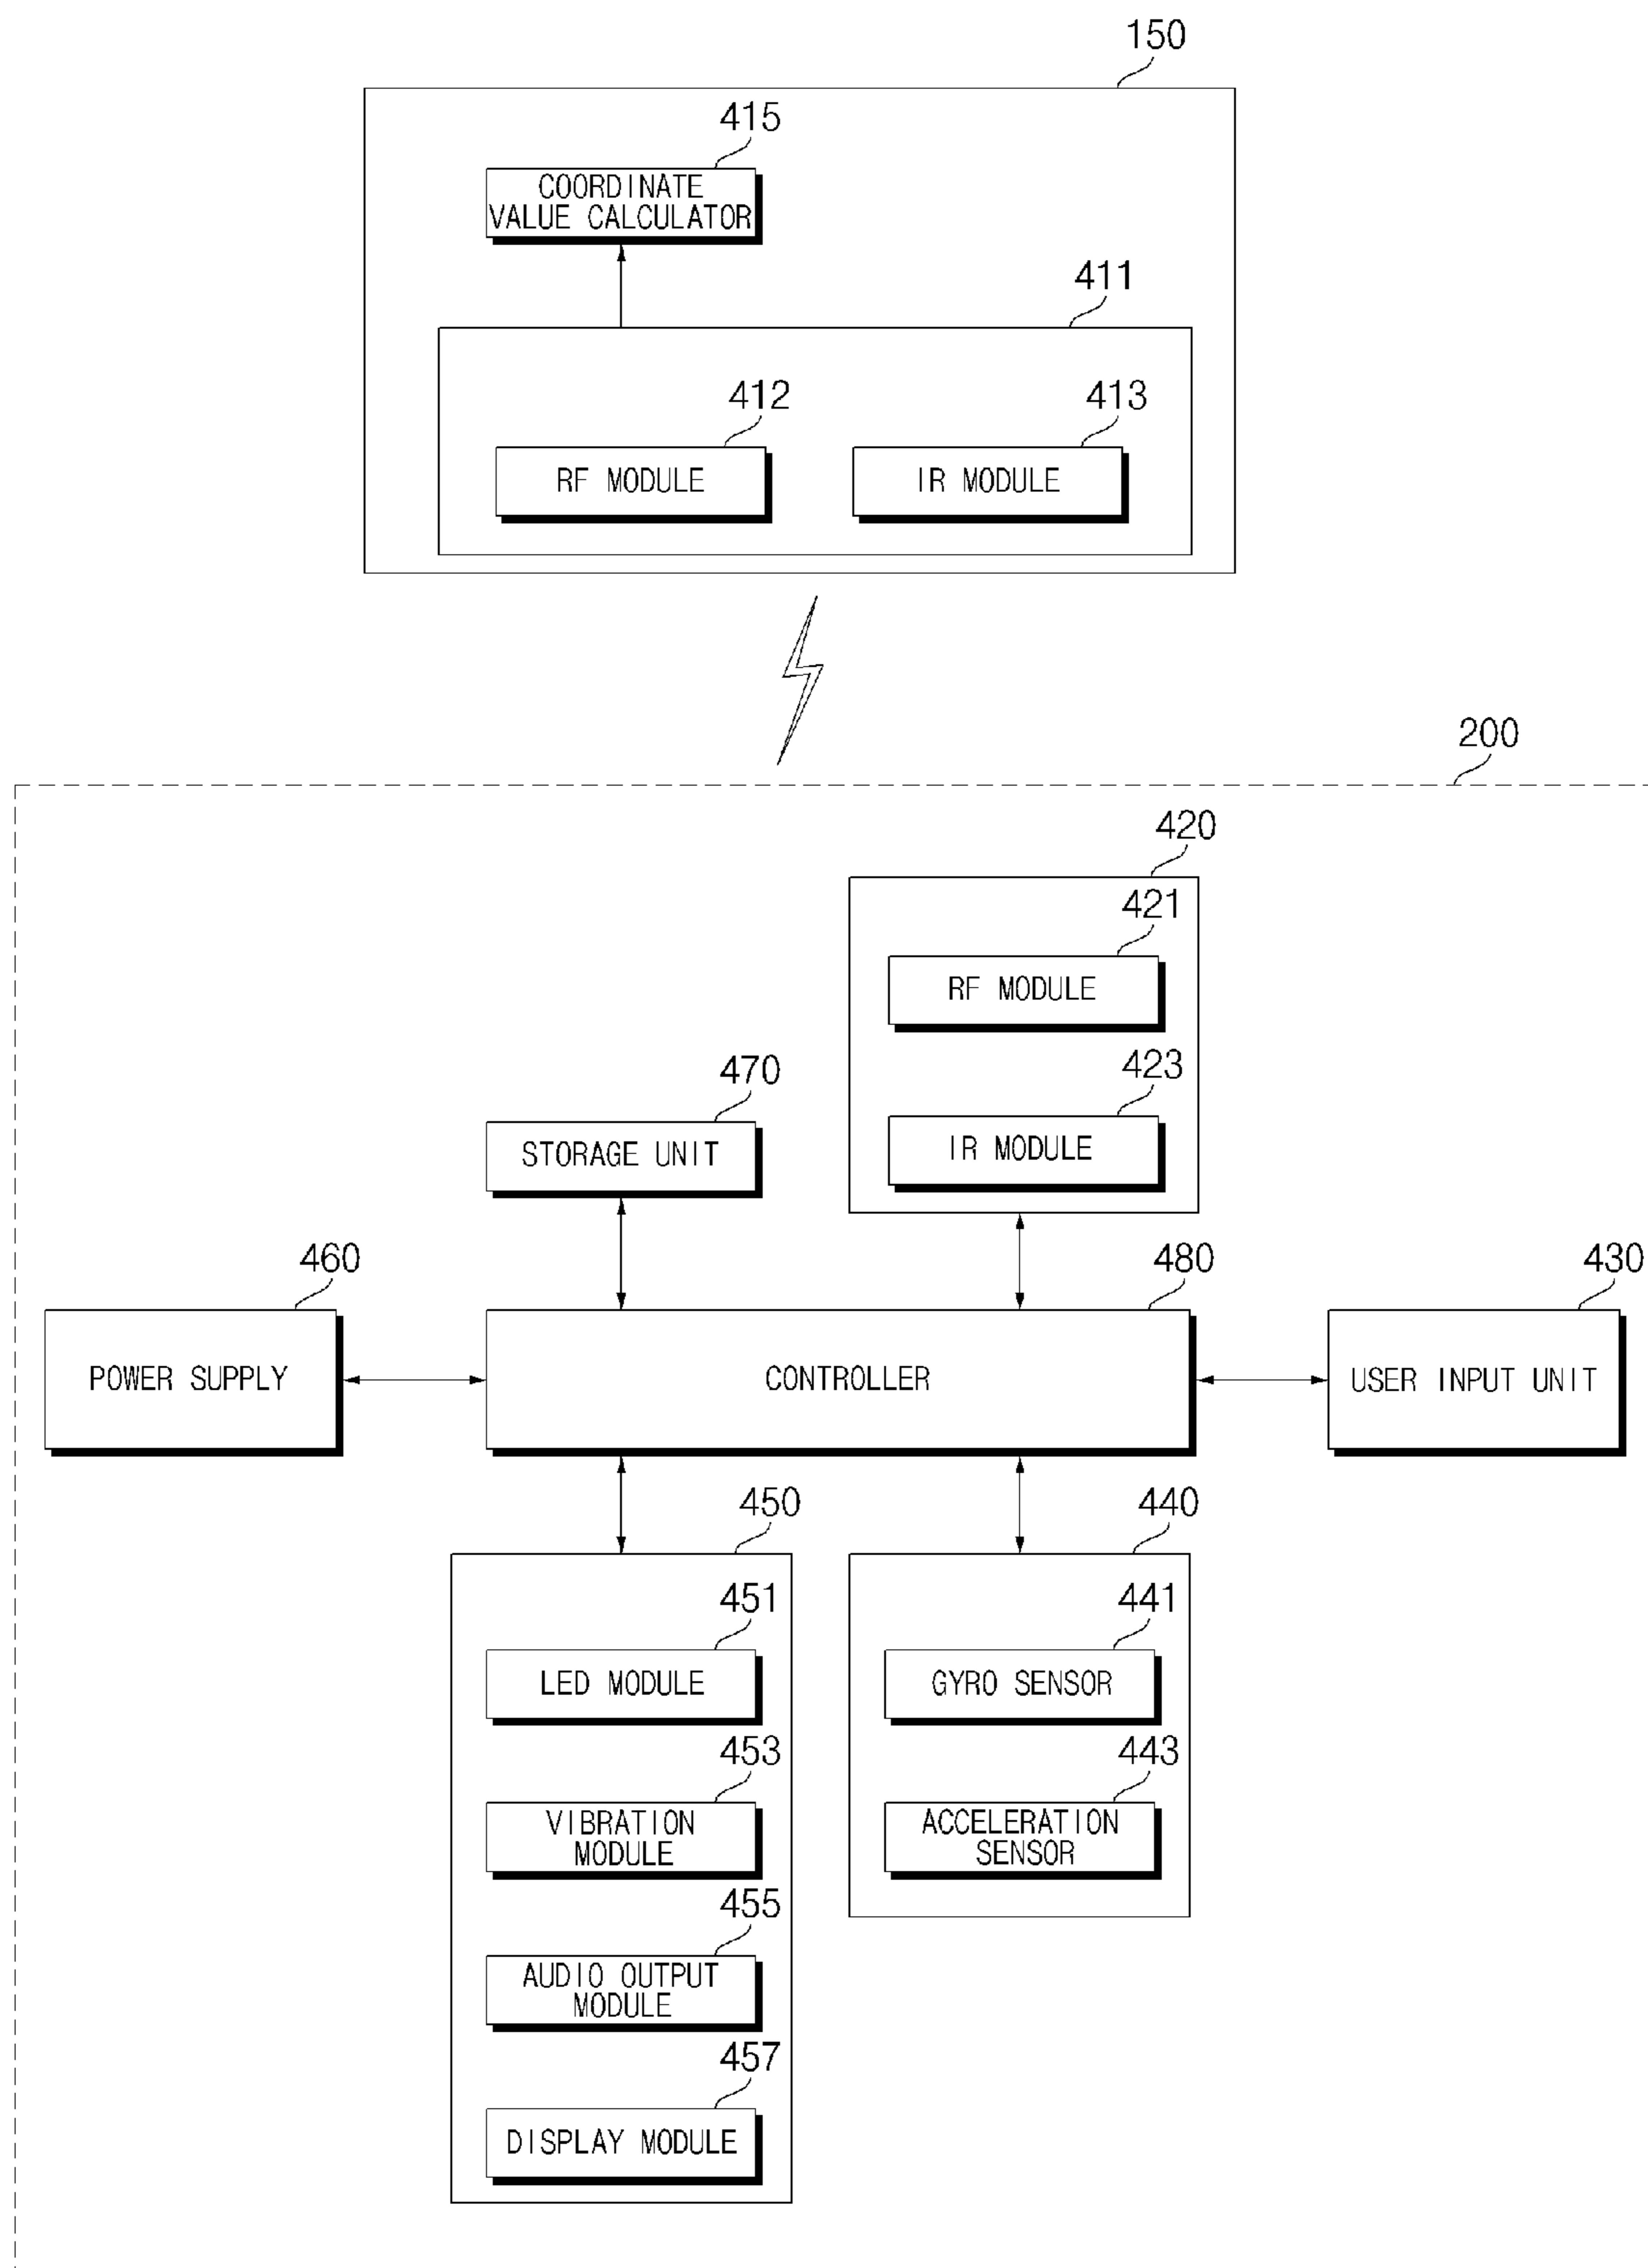 150
415
COORDINATE
VALUE CALCULATOR
411
412
413
RF MODULE
IR MODULE
200
420
421
RF MODULE
470
423
STORAGE UNIT
IR MODULE
460
480
430
POWER SUPPLY
CONTROLLER
USER INPUT UNIT
450
440
451
441
LED MODULE
GYRO SENSOR
453
443
VIBRATION
MODULE
ACCELERATION
SENSOR
455
AUDIO OUTPUT
MODULE
457
DISPLAY MODULE